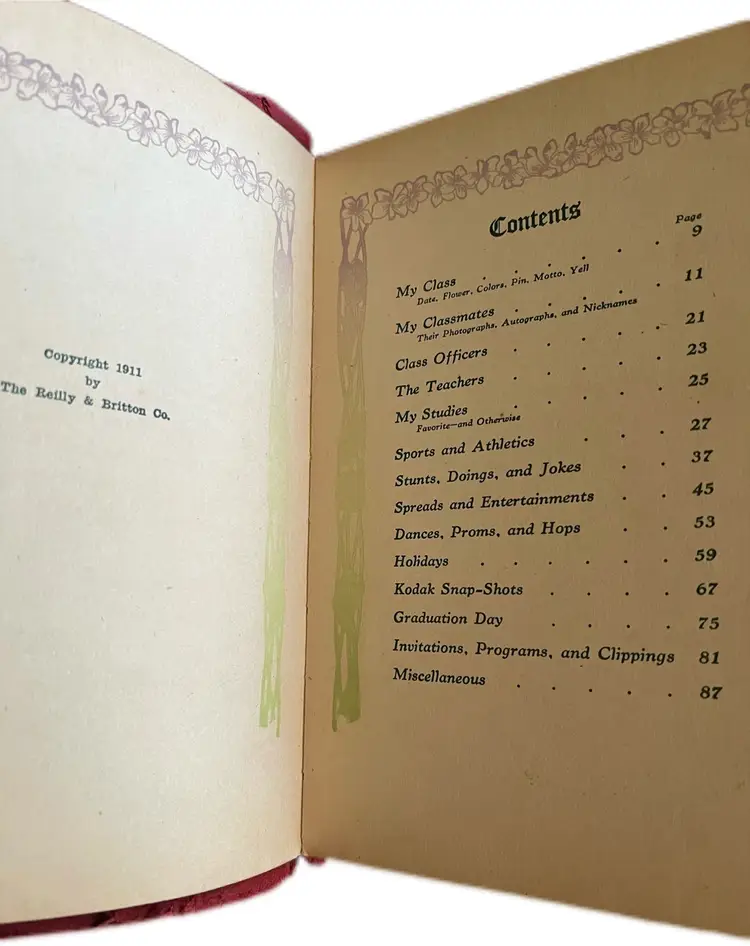 Copyright 1911
by
The Reilly & Britton Co.
Contents
Page
My Class . . . . . 9
Date, Flower, Colors, Pin, Motto, Yell
My Classmates . . . . 11
Their Photographs, Autographs, and Nicknames
Class Officers . . . . 21
The Teachers . . . . 23
My Studies . . . . 25
Favorite—and Otherwise
Sports and Athletics . . . 27
Stunts, Doings, and Jokes . . 37
Spreads and Entertainments . . 45
Dances, Proms, and Hops . . 53
Holidays . . . . . 59
Kodak Snap-Shots . . . . 67
Graduation Day . . . . 75
Invitations, Programs, and Clippings 81
Miscellaneous . . . . . 87